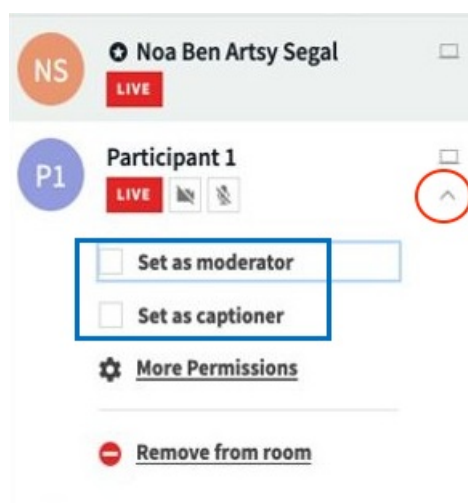 NS
Noa Ben Artsy Segal
LIVE
P1
Participant 1
LIVE
Set as moderator
Set as captioner
More Permissions
Remove from room